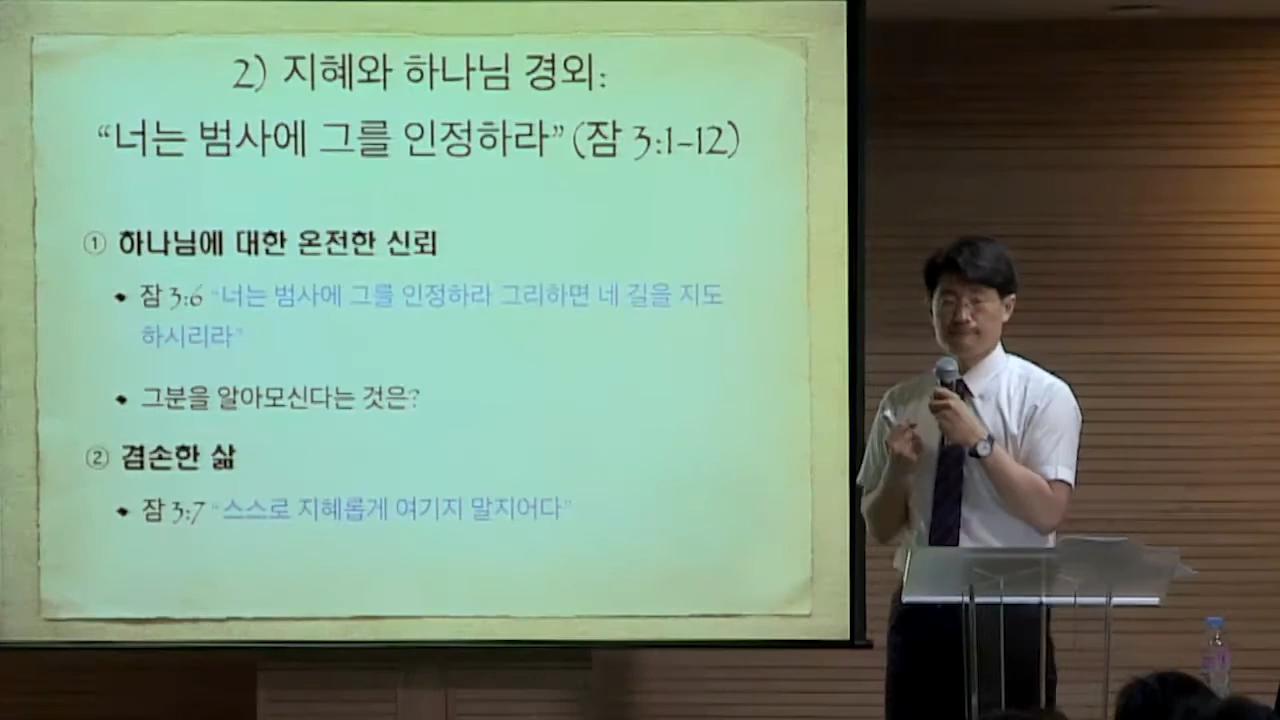 2) 지혜와 하나님 경외:
“너는 범사에 그를 인정하라” (잠 3:1-12)
① 하나님에 대한 온전한 신뢰
잠 3:6 “너는 범사에 그를 인정하라 그리하면 네 길을 지도
하시리라”
그분을 알아모신다는 것은?
② 겸손한 삶
잠 3:7 “스스로 지혜롭게 여기지 말지어다”